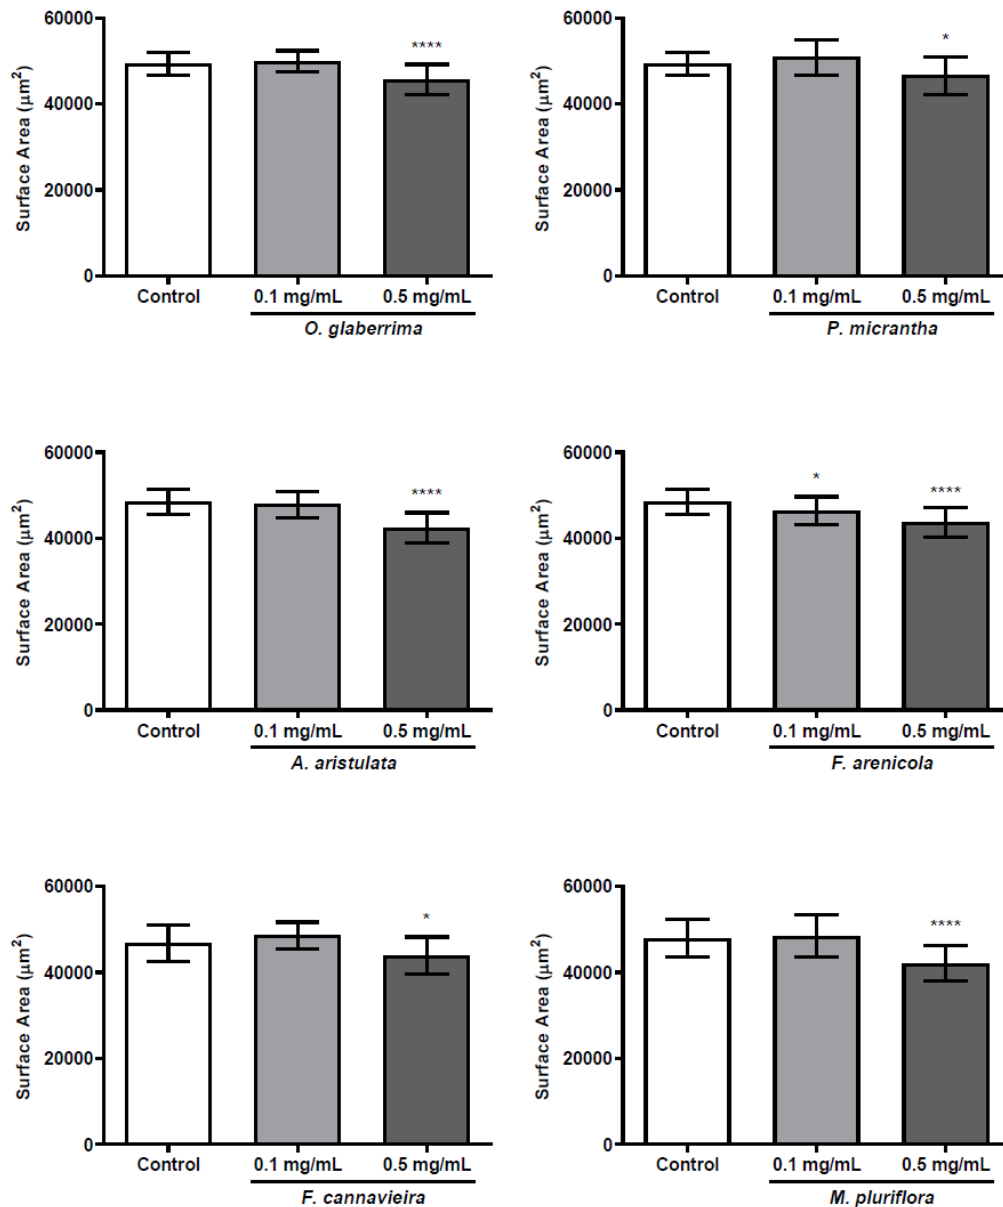 60000
****
40000
Surface Area (μm²)
20000
0
Control 0.1 mg/mL 0.5 mg/mL
O. glaberrima
60000
*
40000
Surface Area (μm²)
20000
0
Control 0.1 mg/mL 0.5 mg/mL
P. micrantha
60000
****
40000
Surface Area (μm²)
20000
0
Control 0.1 mg/mL 0.5 mg/mL
A. aristulata
60000
* ****
40000
Surface Area (μm²)
20000
0
Control 0.1 mg/mL 0.5 mg/mL
F. arenicola
60000
*
40000
Surface Area (μm²)
20000
0
Control 0.1 mg/mL 0.5 mg/mL
F. cannavieira
60000
****
40000
Surface Area (μm²)
20000
0
Control 0.1 mg/mL 0.5 mg/mL
M. pluriflora